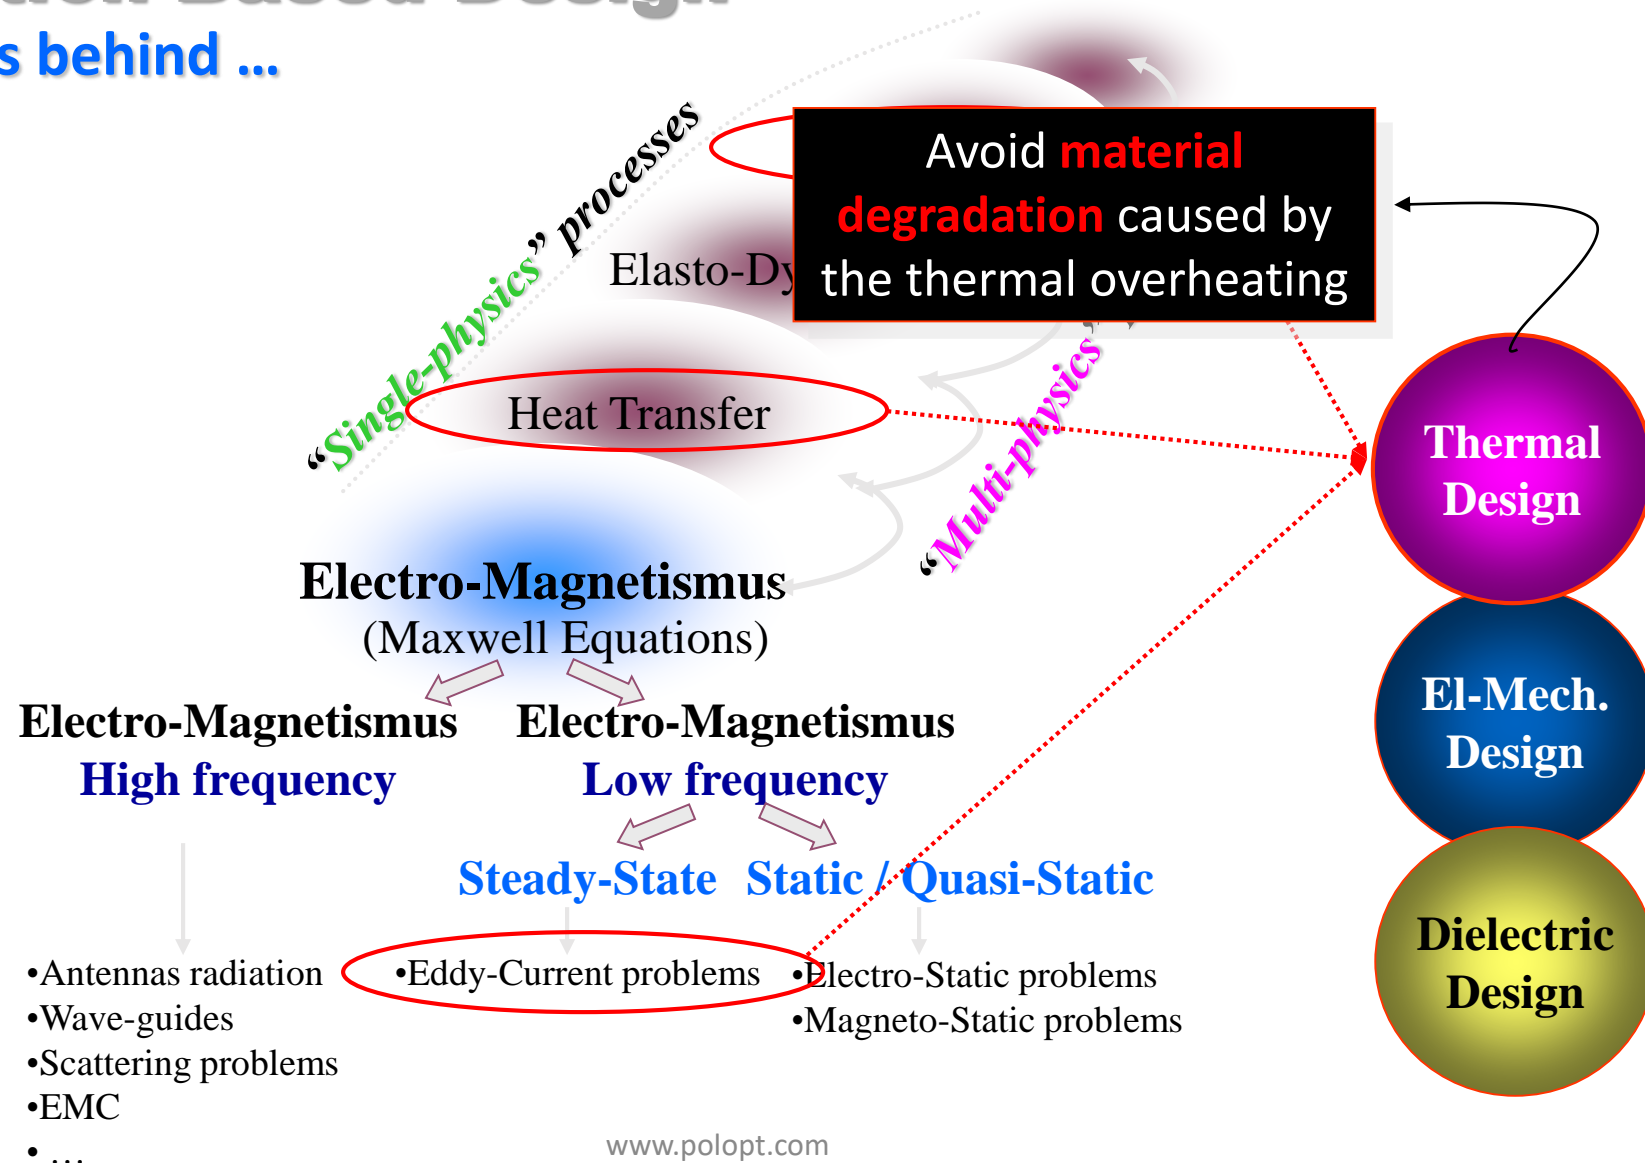 Based Design
behind ...
“Single-physics” processes
Avoid material
degradation caused by
the thermal overheating
Heat Transfer
“Multi-physics”
Thermal
Design
Electro-Magnetismus
(Maxwell Equations)
El-Mech.
Design
Electro-Magnetismus
High frequency
Electro-Magnetismus
Low frequency
Steady-State
Static / Quasi-Static
Dielectric
Design
•Antennas radiation
•Wave-guides
•Scattering problems
•EMC
• …
•Eddy-Current problems
•Electro-Static problems
•Magneto-Static problems
www.polopt.com